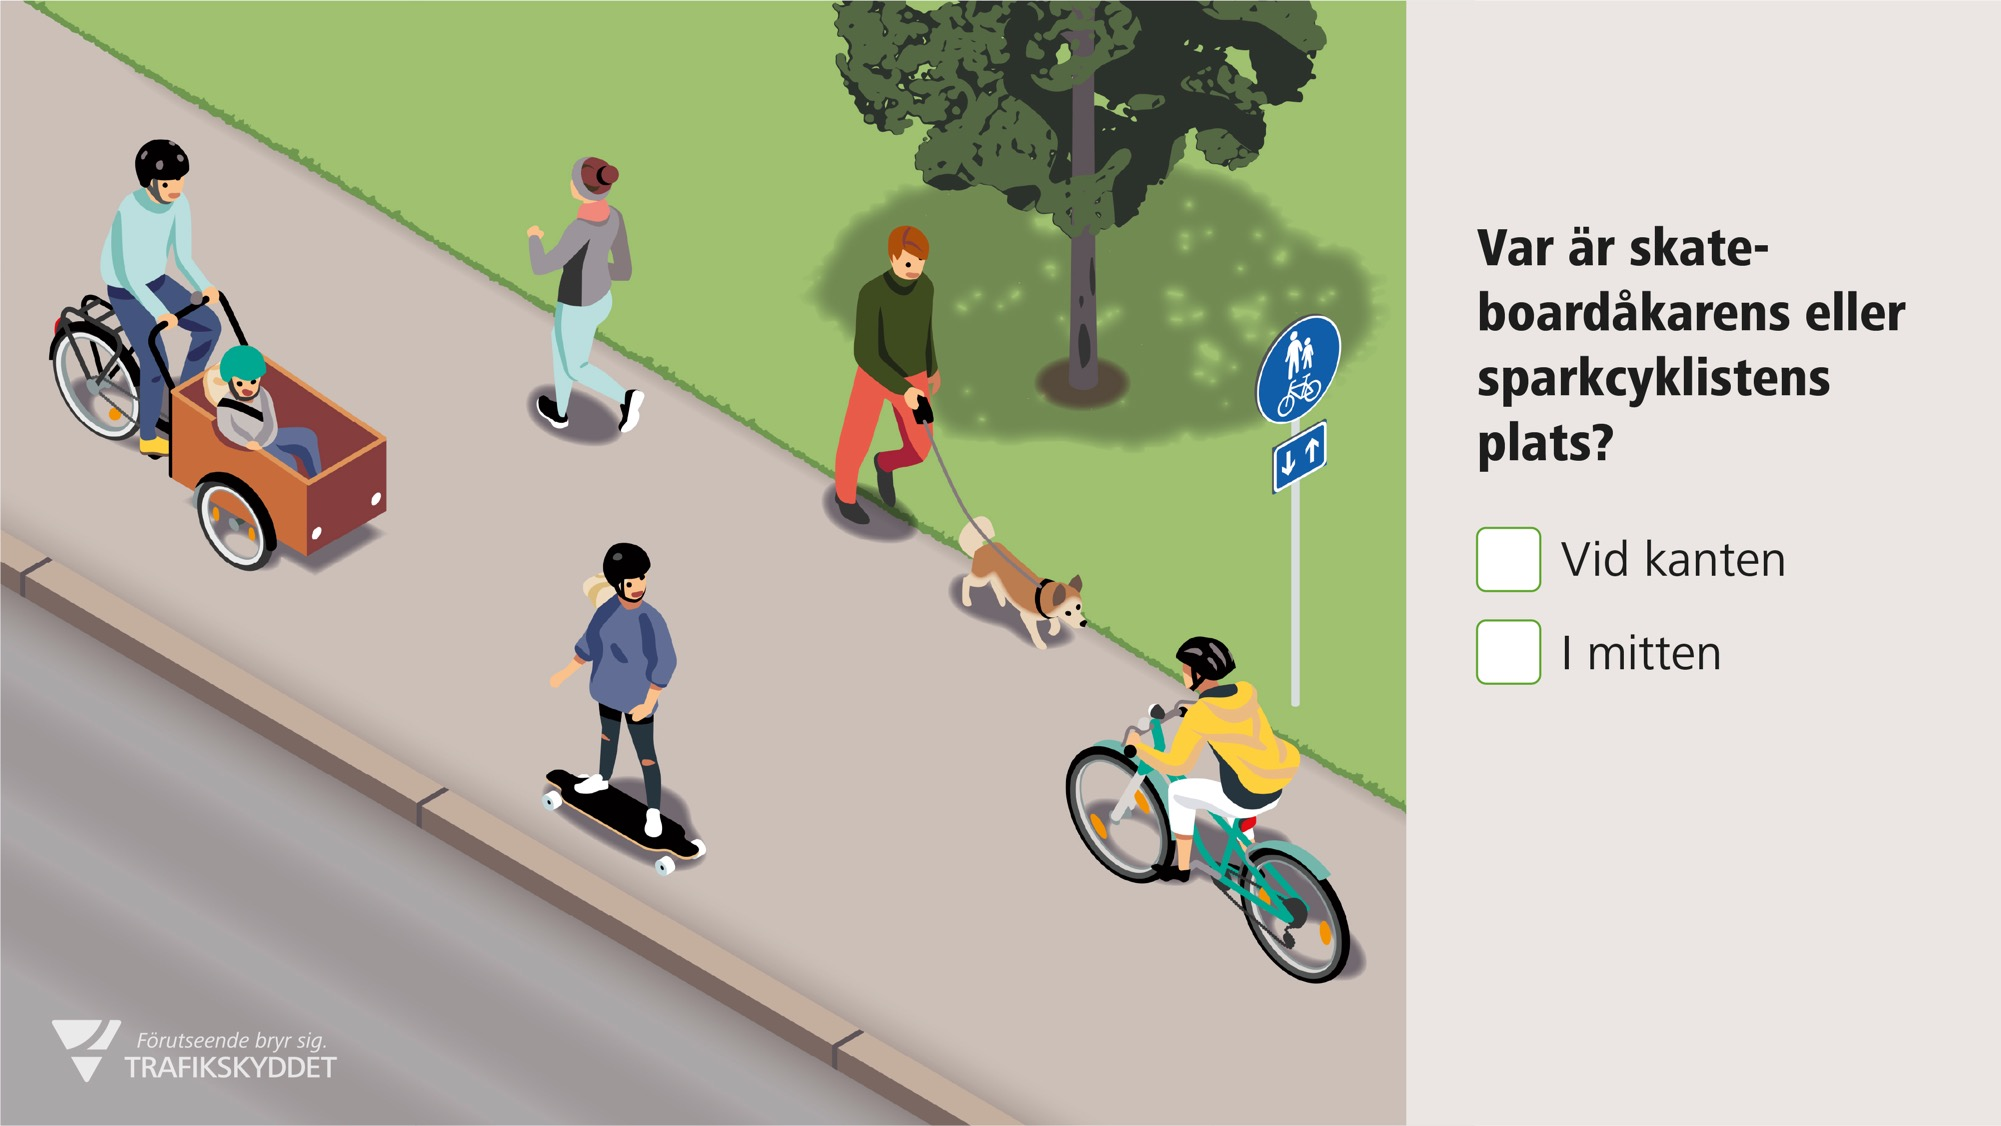 Var är skate-
boardåkarens eller
sparkcyklistens
plats?
Vid kanten
I mitten
Förutseende bryr sig.
TRAFIKSKYDDET